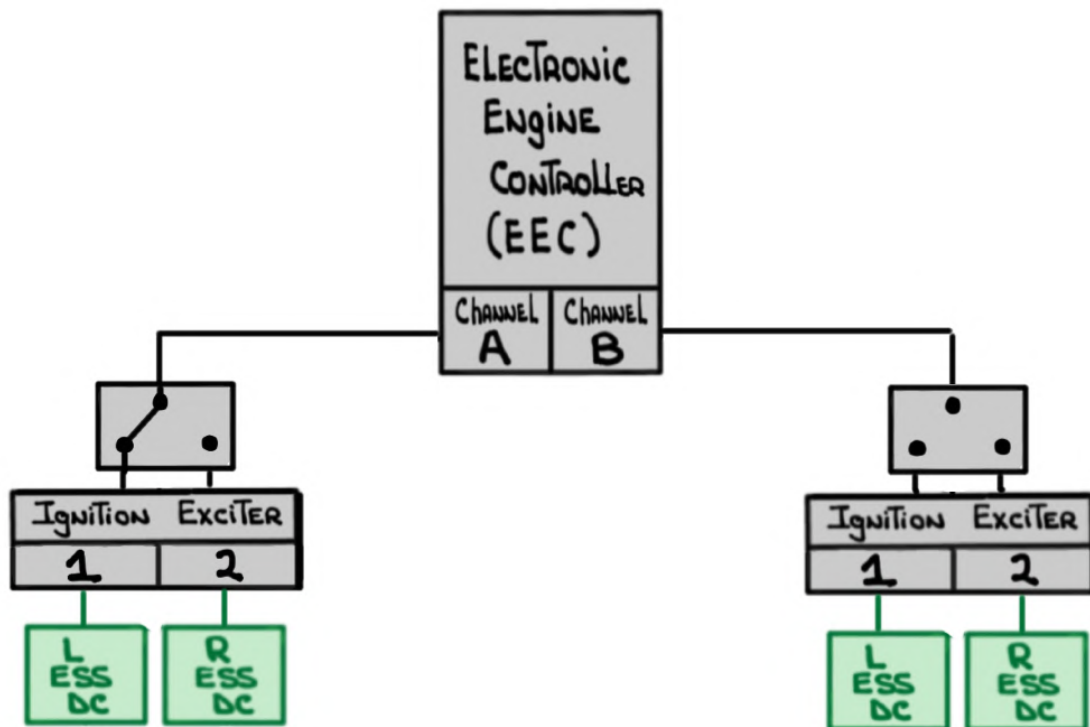 ELECTRONIC
ENGINE
CONTROLLER
(EEC)
CHANNEL A
CHANNEL B
IGNITION EXCITER
1 2
L ESS DC
R ESS DC
IGNITION EXCITER
1 2
L ESS DC
R ESS DC